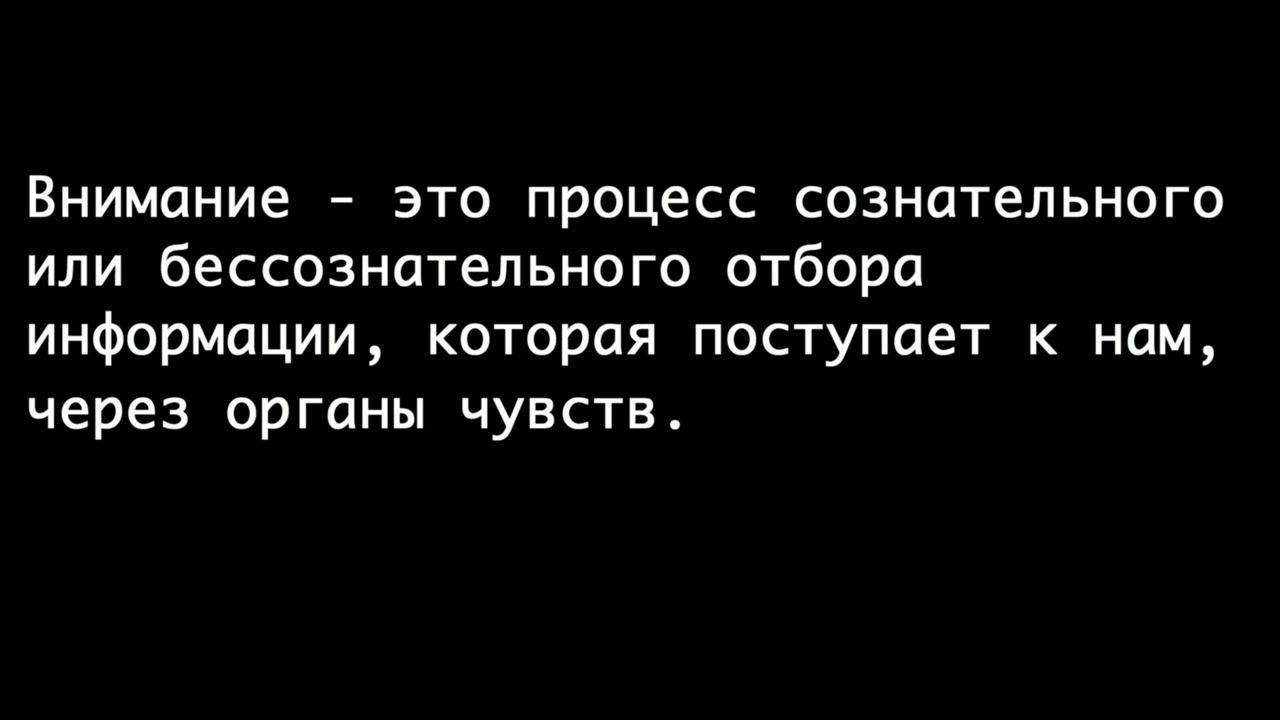 Внимание - это процесс сознательного
или бессознательного отбора
информации, которая поступает к нам,
через органы чувств.